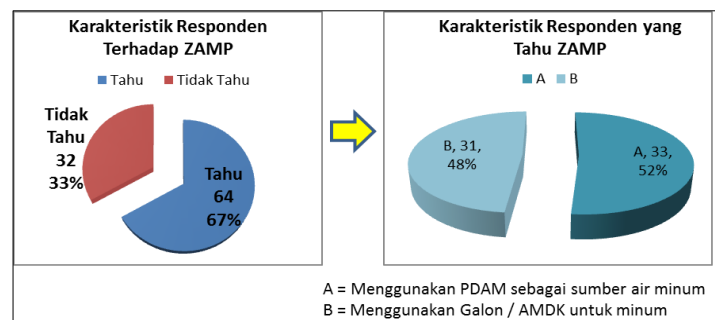 Karakteristik Responden
Terhadap ZAMP
Tahu Tidak Tahu
Tidak
Tahu
32
33%
Tahu
64
67%
Karakteristik Responden yang
Tahu ZAMP
A B
B, 31,
48%
A, 33,
52%
A = Menggunakan PDAM sebagai sumber air minum
B = Menggunakan Galon / AMDK untuk minum